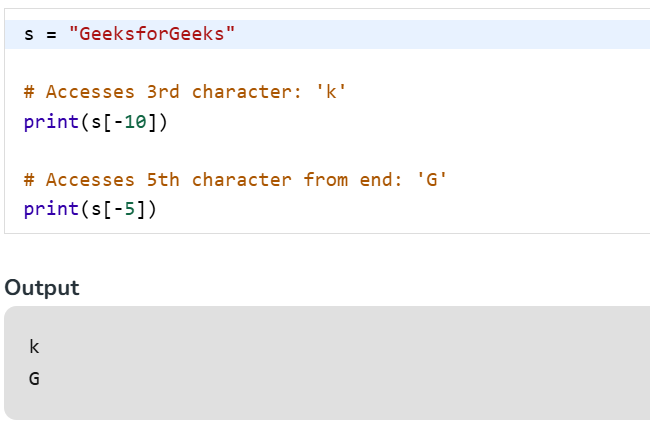 s = "GeeksforGeeks"
# Accesses 3rd character: 'k'
print(s[-10])
# Accesses 5th character from end: 'G'
print(s[-5])
Output
k
G